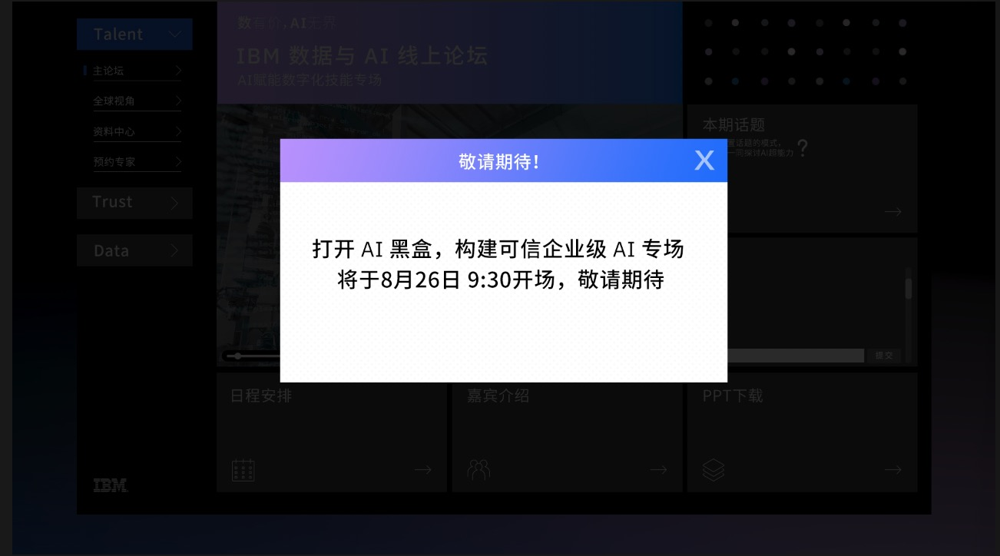 Talent
主论坛
全球视角
资料中心
预约专家
Trust
Data
IBM
数有价,AI无界
IBM 数据与 AI 线上论坛
AI赋能数字化技能专场
敬请期待!
X
打开 AI 黑盒，构建可信企业级 AI 专场
将于8月26日 9:30开场，敬请期待
本期话题
话题的模式，
一同探讨AI超能力
?
提交
日程安排
嘉宾介绍
PPT下载